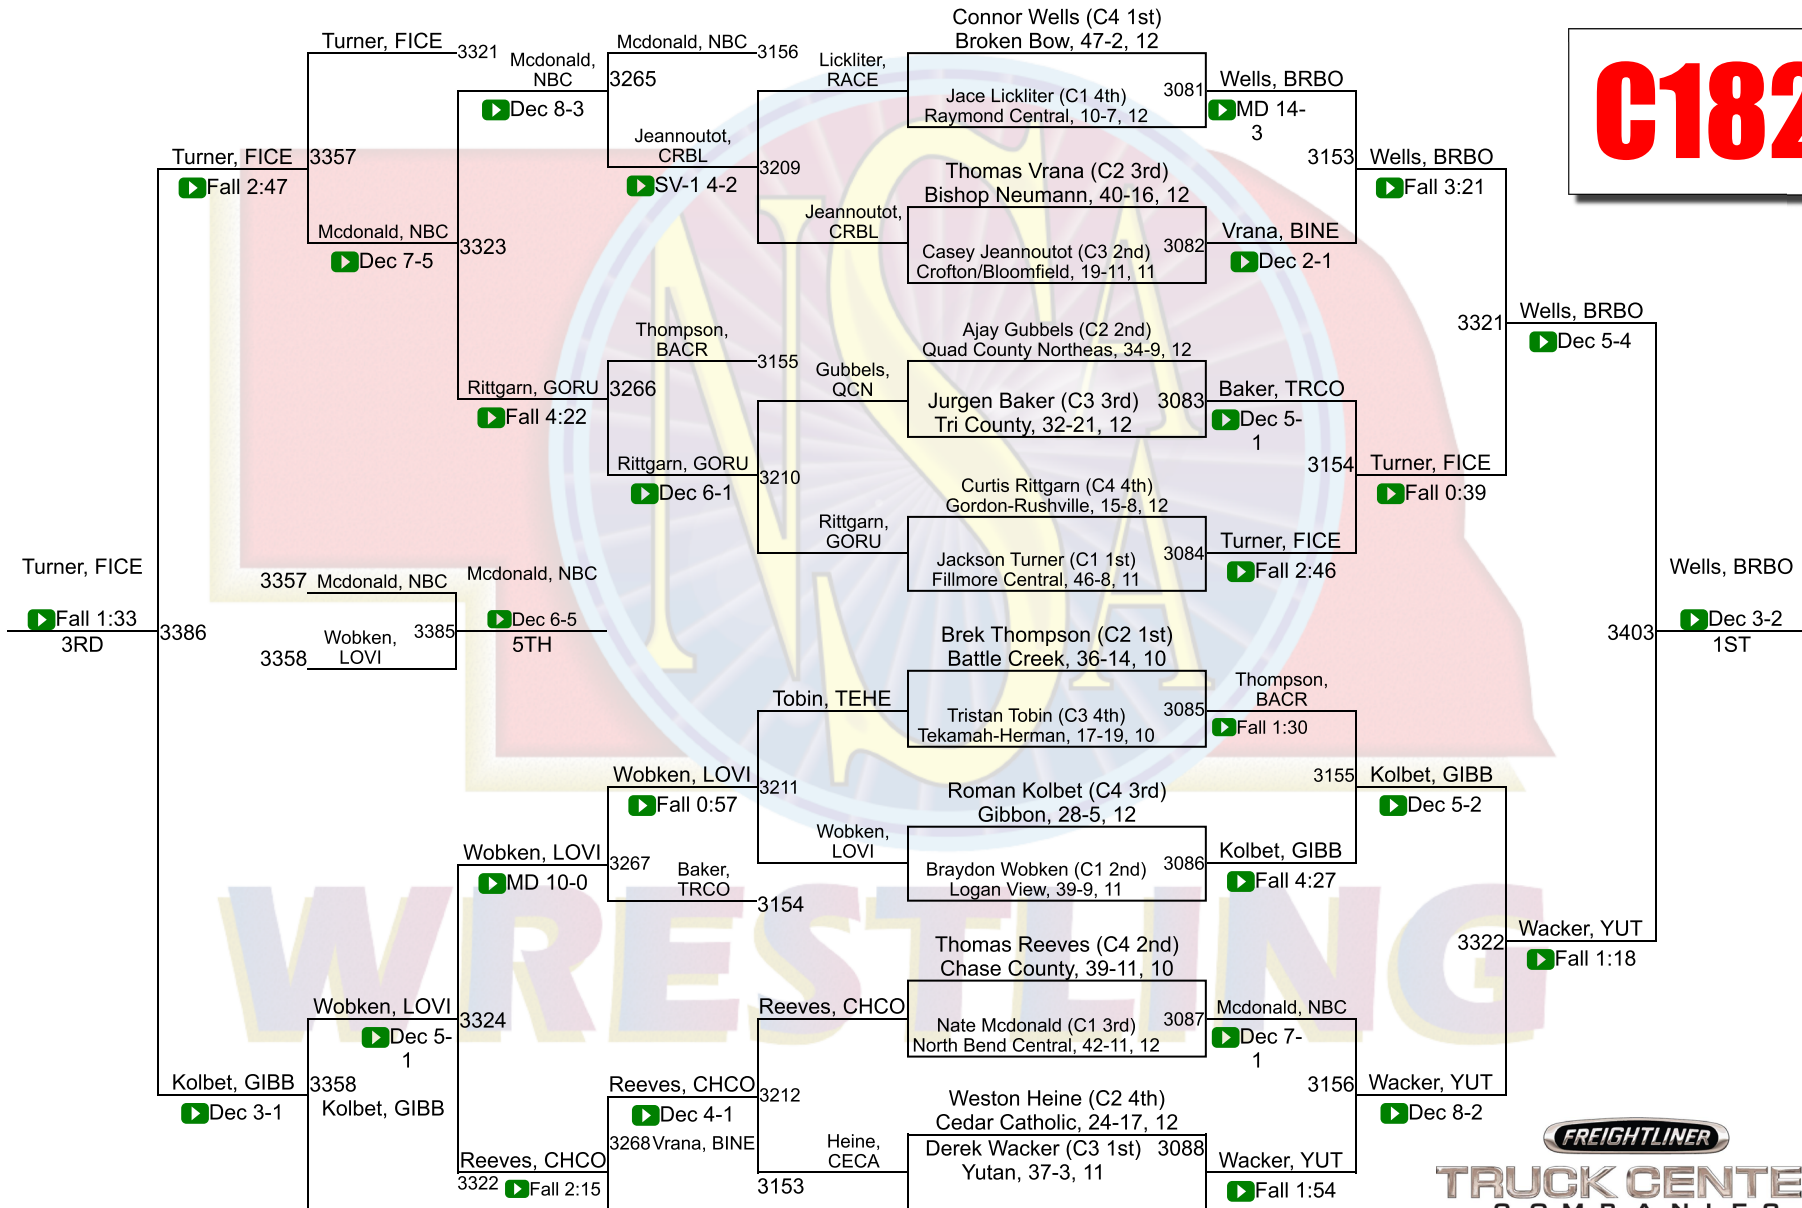 Connor Wells (C4 1st)
Broken Bow, 47-2, 12
Turner, FICE
3321
Mcdonald,
NBC
Dec 8-3
Mcdonald, NBC
3156
3265
Lickliter,
RACE
Jace Lickliter (C1 4th)
Raymond Central, 10-7, 12
3081
Wells, BRBO
MD 14-
3
C182
Turner, FICE
3357
Fall 2:47
Jeannoutot,
CRBL
3209
SV-1 4-2
Thomas Vrana (C2 3rd)
Bishop Neumann, 40-16, 12
3153
Wells, BRBO
Fall 3:21
Mcdonald, NBC
3323
Dec 7-5
Jeannoutot,
CRBL
Casey Jeannoutot (C3 2nd)
Crofton/Bloomfield, 19-11, 11
3082
Vrana, BINE
Dec 2-1
Thompson,
BACR
3155
Ajay Gubbels (C2 2nd)
Quad County Northeas, 34-9, 12
3321
Wells, BRBO
Dec 5-4
Rittgarn, GORU
3266
Fall 4:22
Gubbels,
QCN
Jurgen Baker (C3 3rd)
Tri County, 32-21, 12
3083
Baker, TRCO
Dec 5-
1
Rittgarn, GORU
3210
Dec 6-1
Curtis Rittgarn (C4 4th)
Gordon-Rushville, 15-8, 12
3154
Turner, FICE
Fall 0:39
Rittgarn,
GORU
Jackson Turner (C1 1st)
Fillmore Central, 46-8, 11
3084
Turner, FICE
Fall 2:46
Turner, FICE
Fall 1:33
3RD
3386
3357
Mcdonald, NBC
3358
Wobken,
LOVI
3385
Mcdonald, NBC
Dec 6-5
5TH
Brek Thompson (C2 1st)
Battle Creek, 36-14, 10
3403
Wells, BRBO
Dec 3-2
1ST
Tobin, TEHE
Tristan Tobin (C3 4th)
Tekamah-Herman, 17-19, 10
3085
Thompson,
BACR
Fall 1:30
Wobken, LOVI
3211
Fall 0:57
Roman Kolbet (C4 3rd)
Gibbon, 28-5, 12
3155
Kolbet, GIBB
Dec 5-2
Wobken, LOVI
3267
MD 10-0
Baker,
TRCO
3154
Wobken,
LOVI
Braydon Wobken (C1 2nd)
Logan View, 39-9, 11
3086
Kolbet, GIBB
Fall 4:27
Thomas Reeves (C4 2nd)
Chase County, 39-11, 10
3322
Wacker, YUT
Fall 1:18
Wobken, LOVI
3324
Dec 5-
1
Reeves, CHCO
Nate Mcdonald (C1 3rd)
North Bend Central, 42-11, 12
3087
Mcdonald, NBC
Dec 7-
1
Kolbet, GIBB
3358
Dec 3-1
Kolbet, GIBB
Reeves, CHCO
3212
Dec 4-1
3268 Vrana, BINE
3153
Weston Heine (C2 4th)
Cedar Catholic, 24-17, 12
3156
Wacker, YUT
Dec 8-2
Reeves, CHCO
3322
Fall 2:15
Heine,
CECA
Derek Wacker (C3 1st)
Yutan, 37-3, 11
3088
Wacker, YUT
Fall 1:54
NSAA
WRESTLING
FREIGHTLINER
TRUCK CENTE